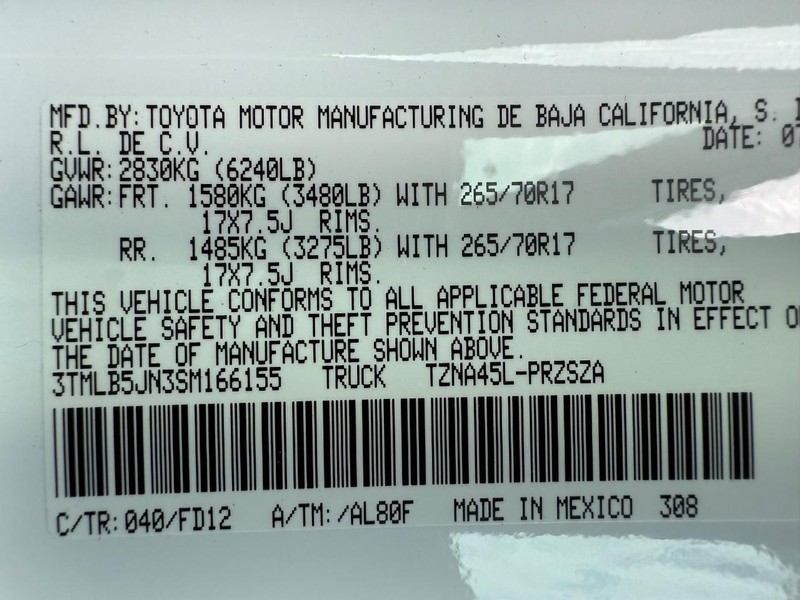 MFD.BY: TOYOTA MOTOR MANUFACTURING DE BAJA CALIFORNIA, S.
R.L. DE C.V. DATE: 07
GVWR: 2830KG (6240LB)
GAWR: FRT. 1580KG (3480LB) WITH 265/70R17 TIRES,
17X7.5J RIMS.
RR. 1485KG (3275LB) WITH 265/70R17 TIRES,
17X7.5J RIMS.
THIS VEHICLE CONFORMS TO ALL APPLICABLE FEDERAL MOTOR
VEHICLE SAFETY AND THEFT PREVENTION STANDARDS IN EFFECT
THE DATE OF MANUFACTURE SHOWN ABOVE.
3TMLB5JN3SM166155 TRUCK TZNA45L-PRZSZA
C/TR: 040/FD12 A/TM: /AL80F MADE IN MEXICO 308